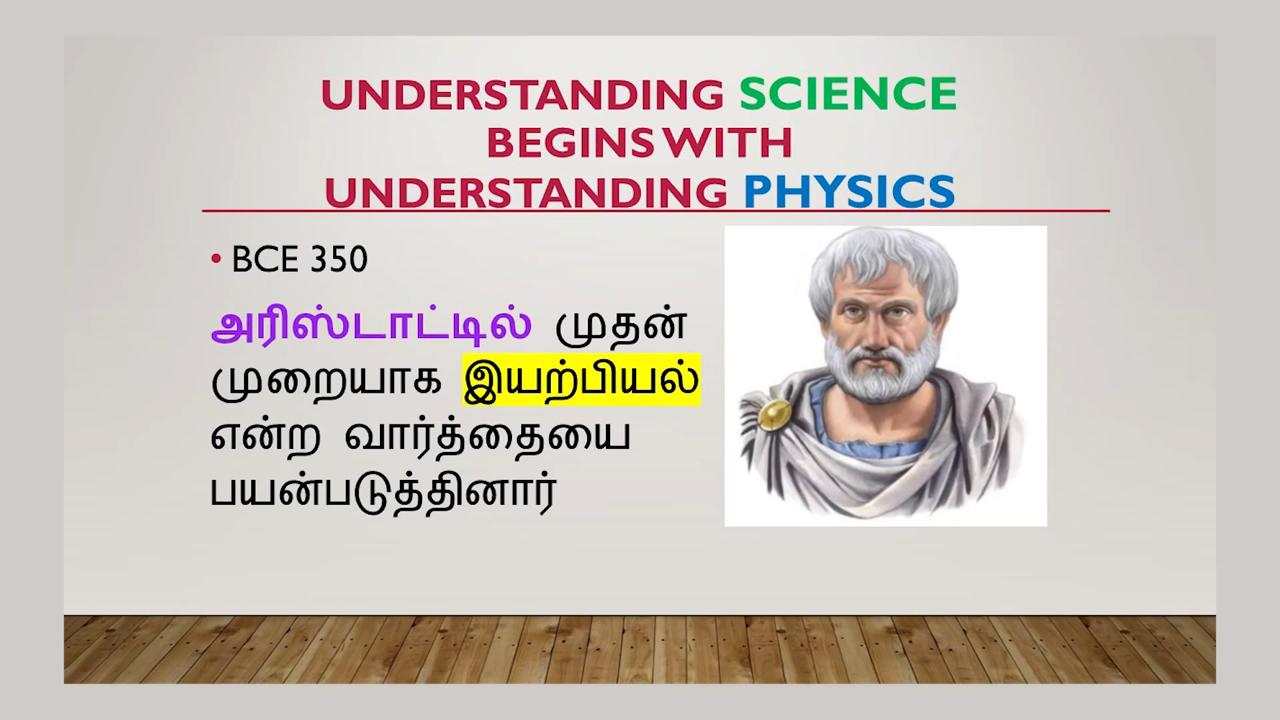 UNDERSTANDING SCIENCE
BEGINS WITH
UNDERSTANDING PHYSICS
• BCE 350
அரிஸ்டாட்டில் முதன்
முறையாக இயற்பியல்
என்ற வார்த்தையை
பயன்படுத்தினார்